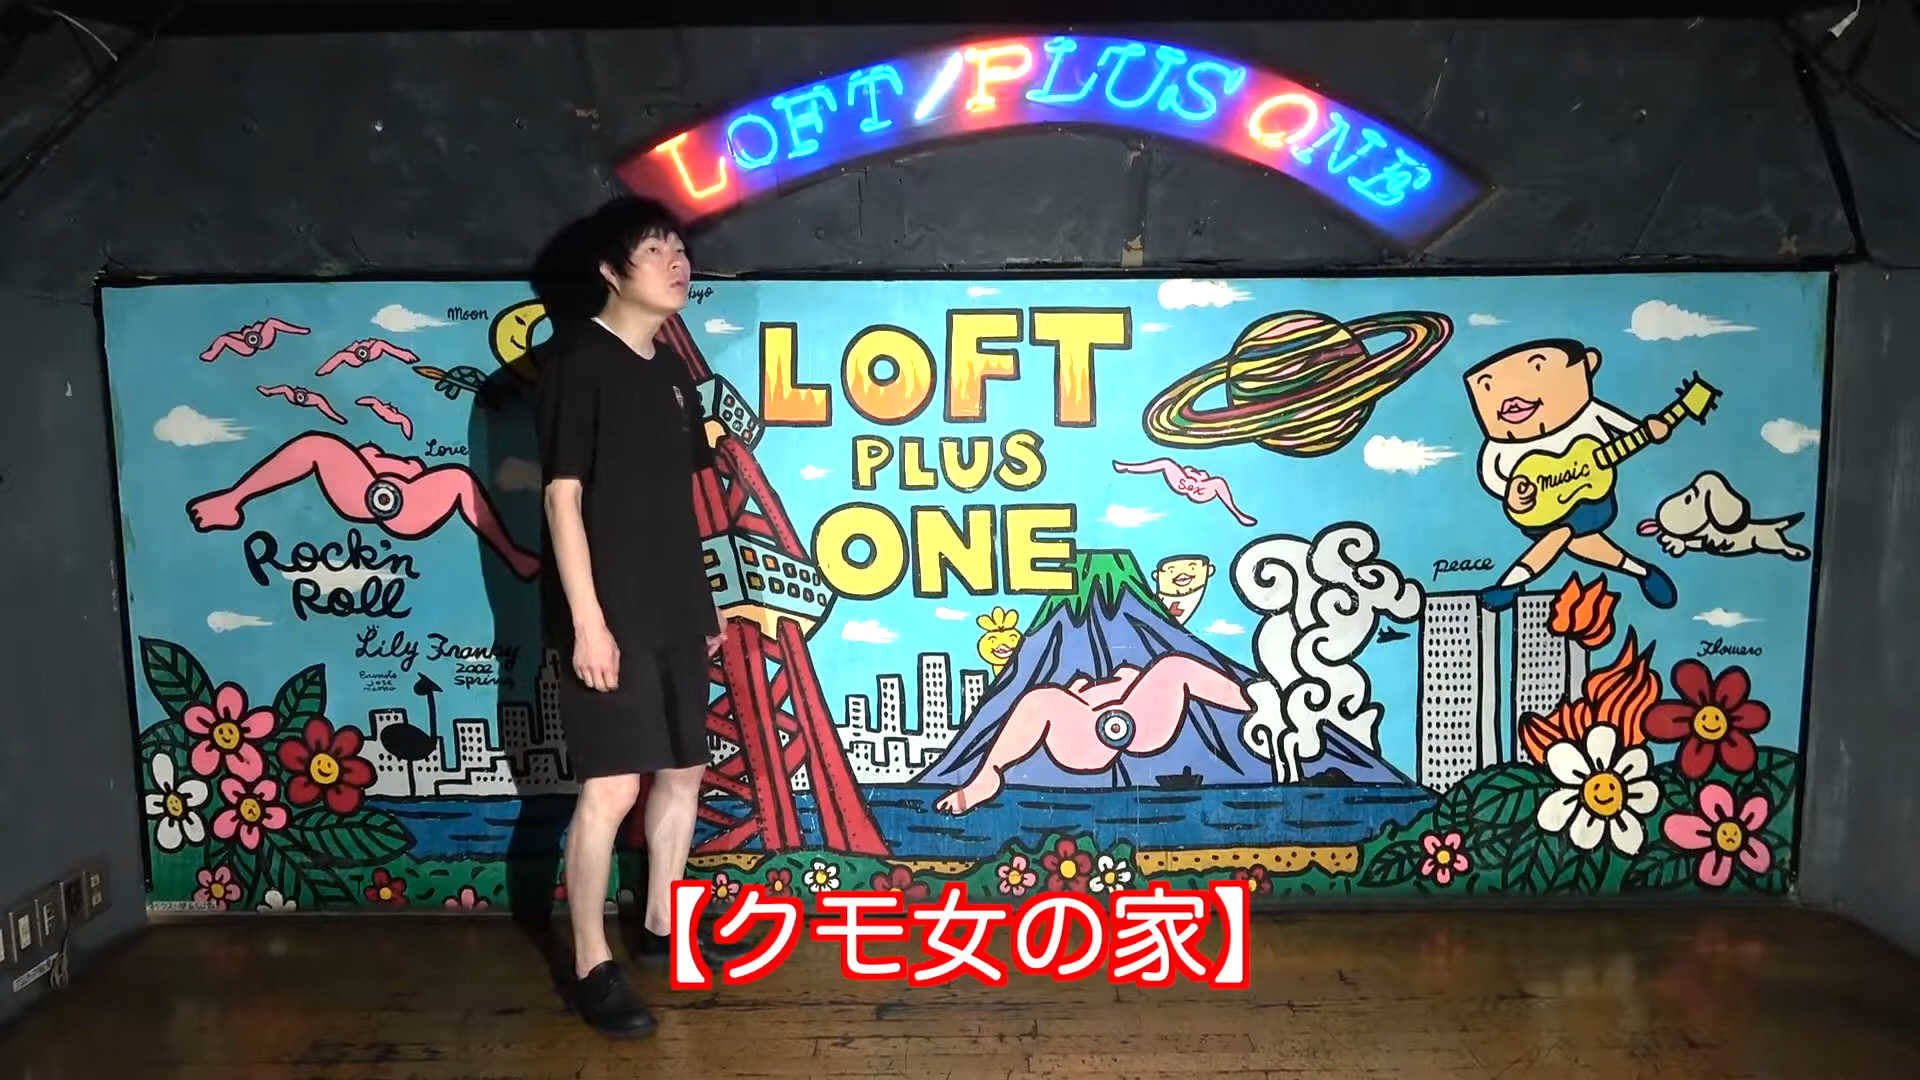 LOFT/PLUS ONE
Moon
LOFT
PLUS
ONE
Love
sex
music
Rock'n
Roll
peace
Lily Franky
2002
spring
Flowers
【クモ女の家】